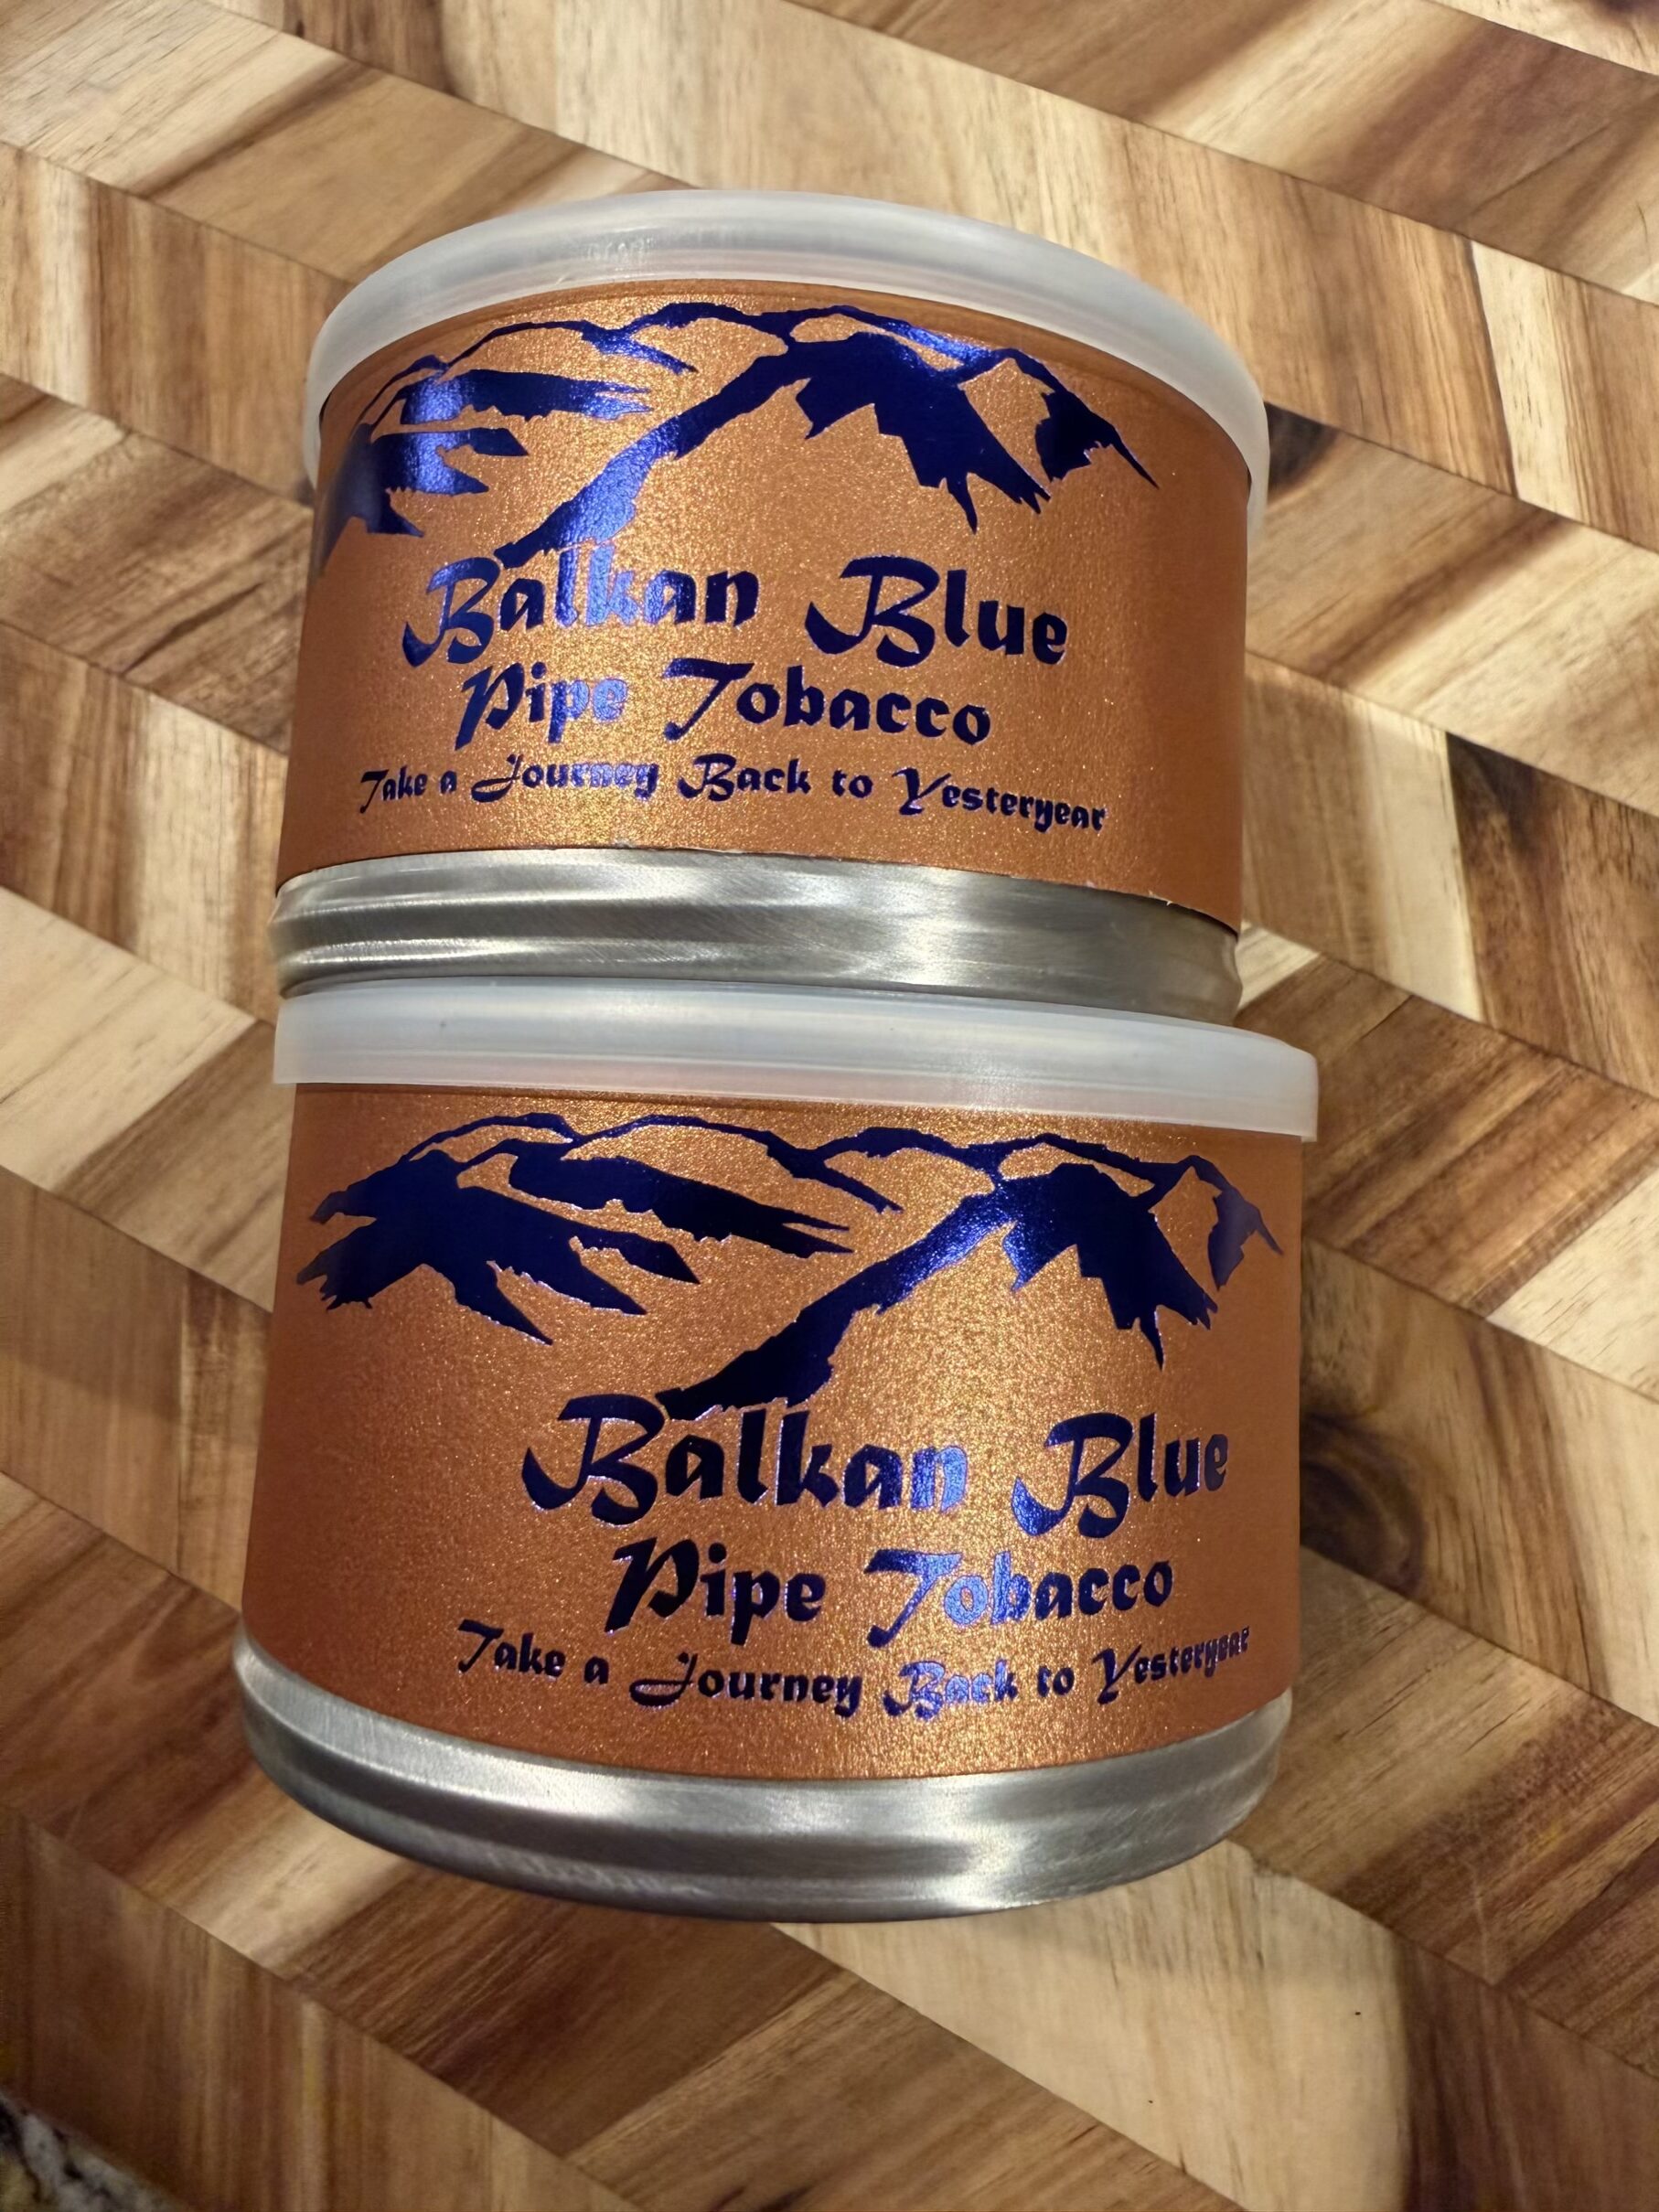 Balkan Blue
Pipe Tobacco
Take a Journey Back to Yesteryear
Balkan Blue
Pipe Tobacco
Take a Journey Back to Yesteryear